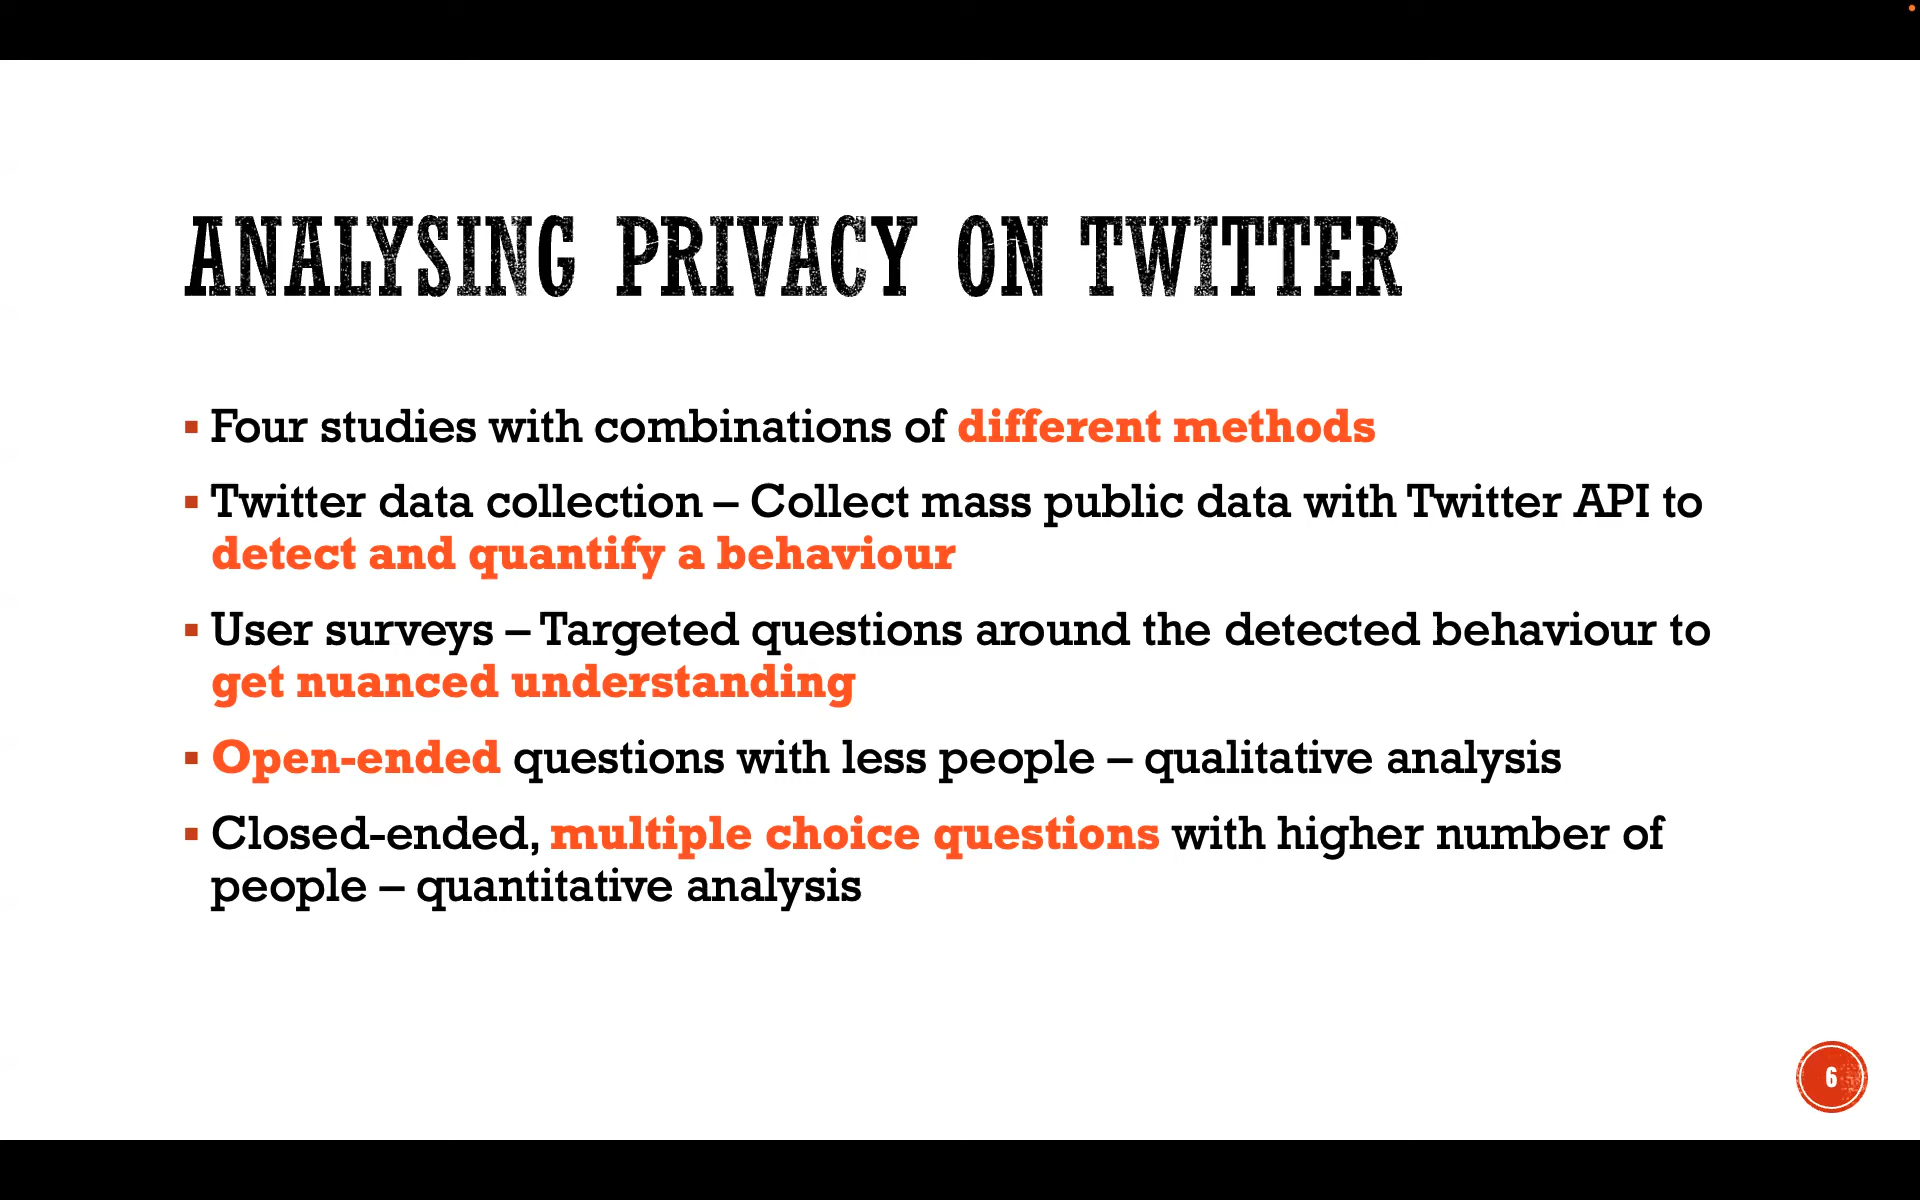 ANALYSING PRIVACY ON TWITTER
▪ Four studies with combinations of different methods
▪ Twitter data collection – Collect mass public data with Twitter API to
detect and quantify a behaviour
▪ User surveys – Targeted questions around the detected behaviour to
get nuanced understanding
▪ Open-ended questions with less people – qualitative analysis
▪ Closed-ended, multiple choice questions with higher number of
people – quantitative analysis
6